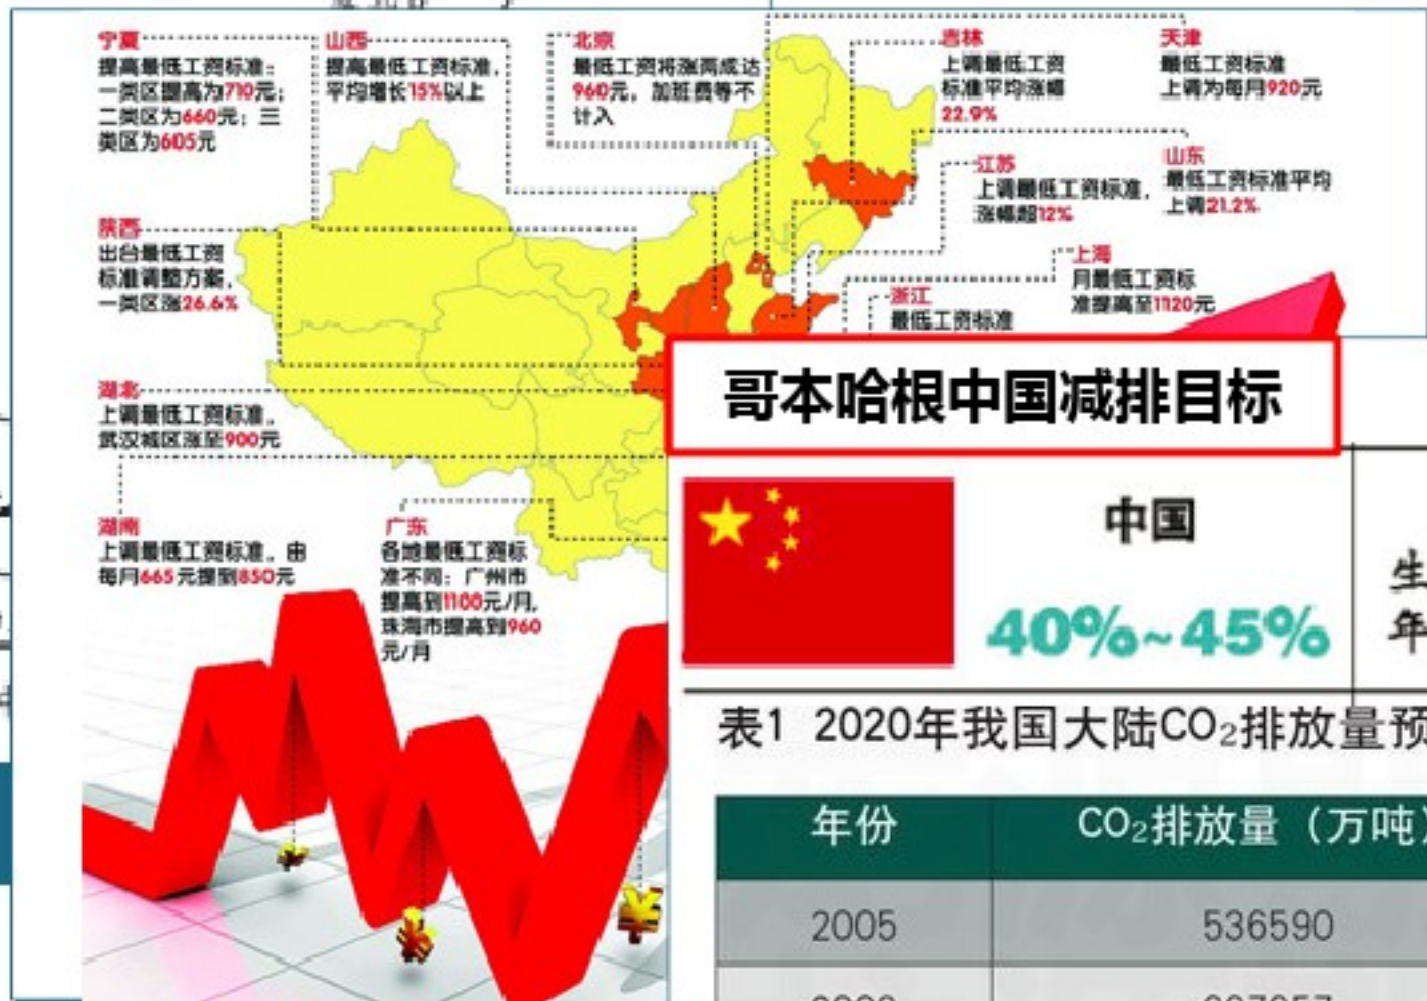 宁夏
提高最低工资标准：
一类区提高为710元；
二类区为660元；三
类区为605元
山西
提高最低工资标准，
平均增长15%以上
北京
最低工资将涨两成达
960元，加班费等不
计入
吉林
上调最低工资
标准平均涨幅
22.9%
天津
最低工资标准
上调为每月920元
江苏
上调最低工资标准，
涨幅超12%
山东
最低工资标准平均
上调21.2%
陕西
出台最低工资
标准调整方案，
一类区涨26.6%
上海
月最低工资标
准提高至1120元
浙江
最低工资标准
湖北
上调最低工资标准，
武汉城区涨至900元
湖南
上调最低工资标准，由
每月665元提到850元
广东
各地最低工资标
准不同：广州市
提高到1100元/月，
珠海市提高到960
元/月
哥本哈根中国减排目标
中国
40%~45%
生
年
表1 2020年我国大陆CO₂排放量预
年份 CO₂排放量（万吨
2005 536590